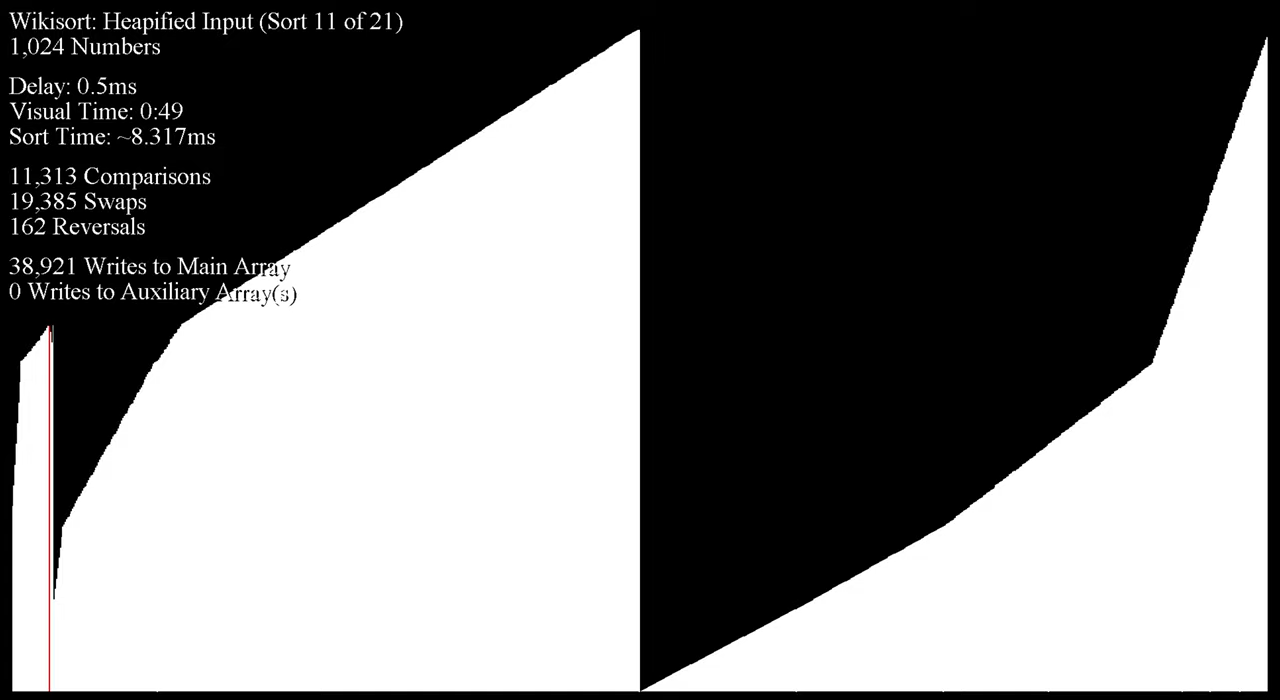 Wikisort: Heapified Input (Sort 11 of 21)
1,024 Numbers
Delay: 0.5ms
Visual Time: 0:49
Sort Time: ~8.317ms
11,313 Comparisons
19,385 Swaps
162 Reversals
38,921 Writes to Main Array
0 Writes to Auxiliary Array(s)